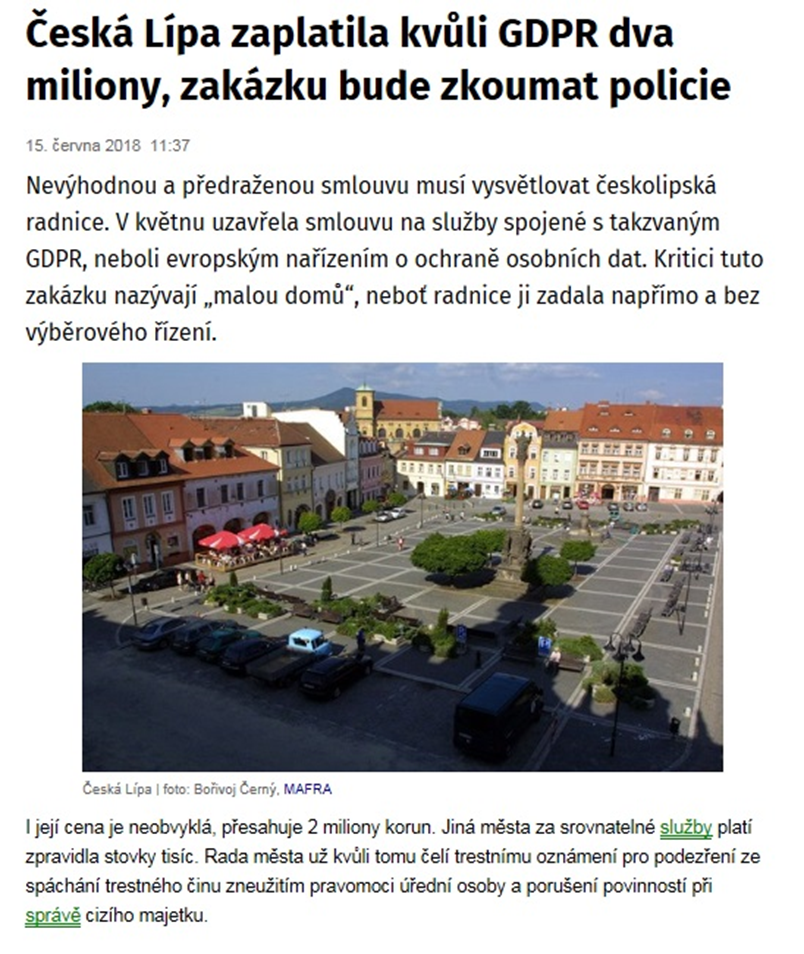 Česká Lípa zaplatila kvůli GDPR dva
miliony, zakázku bude zkoumat policie
15. června 2018 11:37
Nevýhodnou a předraženou smlouvu musí vysvětlovat českolipská
radnice. V květnu uzavřela smlouvu na služby spojené s takzvaným
GDPR, neboli evropským nařízením o ochraně osobních dat. Kritici tuto
zakázku nazývají „malou domů“, neboť radnice ji zadala napřímo a bez
výběrového řízení.
Česká Lípa | foto: Bořivoj Černý, MAFRA
I její cena je neobvyklá, přesahuje 2 miliony korun. Jiná města za srovnatelné služby platí
zpravidla stovky tisíc. Rada města už kvůli tomu čelí trestnímu oznámení pro podezření ze
spáchání trestného činu zneužitím pravomoci úřední osoby a porušení povinností při
správě cizího majetku.